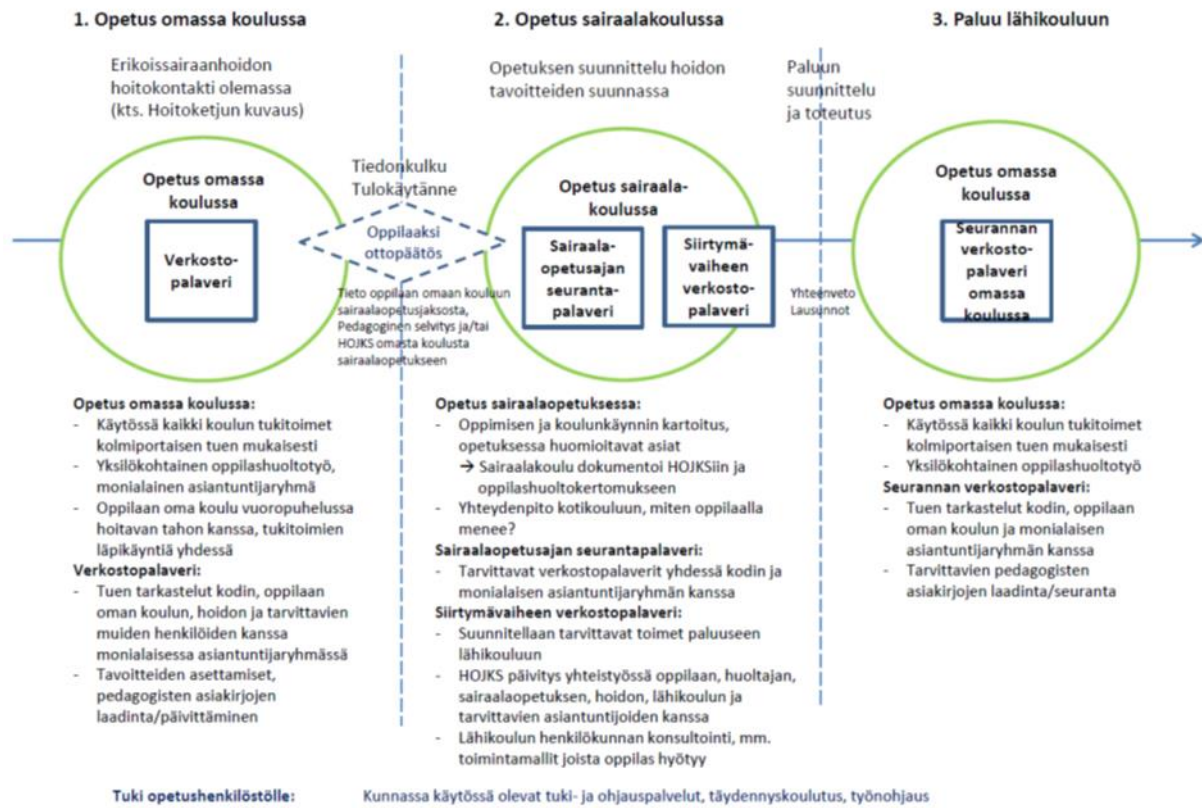 1. Opetus omassa koulussa
2. Opetus sairaalakoulussa
3. Paluu lähikouluun
Erikoissairaanhoidon
hoitokontakti olemassa
(kts. Hoitoketjun kuvaus)
Opetuksen suunnittelu hoidon
tavoitteiden suunnassa
Paluun
suunnittelu
ja toteutus
Opetus omassa
koulussa
Verkosto-
palaveri
Tiedonkulku
Tulokäytänne
Oppilaaksi
ottopäätös
Tieto oppilaan omaan kouluun
sairaalaopetusjaksosta,
Pedagoginen selvitys ja/tai
HOJKS omasta koulusta
sairaalaopetukseen
Opetus sairaala-
koulussa
Sairaala-
opetusajan
seuranta-
palaveri
Siirtymä-
vaiheen
verkosto-
palaveri
Yhteenveto
Lausunnot
Opetus omassa
koulussa
Seurannan
verkosto-
palaveri
omassa
koulussa
Opetus omassa koulussa:
- Käytössä kaikki koulun tukitoimet
kolmiportaisen tuen mukaisesti
- Yksilökohtainen oppilashuoltotyö,
monialainen asiantuntijaryhmä
- Oppilaan oma koulu vuoropuhelussa
hoitavan tahon kanssa, tukitoimien
läpikäyntiä yhdessä
Verkostopalaveri:
- Tuen tarkastelut kodin, oppilaan
oman koulun, hoidon ja tarvittavien
muiden henkilöiden kanssa
monialaisessa asiantuntijaryhmässä
- Tavoitteiden asettamiset,
pedagogisten asiakirjojen
laadinta/päivittäminen
Opetus sairaalaopetuksessa:
- Oppimisen ja koulunkäynnin kartoitus,
opetuksessa huomioitavat asiat
→ Sairaalakoulu dokumentoi HOJKSiin ja
oppilashuoltokertomukseen
- Yhteydenpito kotikouluun, miten oppilaalla
menee?
Sairaalaopetusajan seurantapalaveri:
- Tarvittavat verkostopalaverit yhdessä kodin ja
monialaisen asiantuntijaryhmän kanssa
Siirtymävaiheen verkostopalaveri:
- Suunnitellaan tarvittavat toimet paluuseen
lähikouluun
- HOJKS päivitys yhteistyössä oppilaan, huoltajan,
sairaalaopetuksen, hoidon, lähikoulun ja
tarvittavien asiantuntijoiden kanssa
- Lähikoulun henkilökunnan konsultointi, mm.
toimintamallit joista oppilas hyötyy
Opetus omassa koulussa:
- Käytössä kaikki koulun tukitoimet
kolmiportaisen tuen mukaisesti
- Yksilökohtainen oppilashuoltotyö
Seurannan verkostopalaveri:
- Tuen tarkastelut kodin, oppilaan
oman koulun ja monialaisen
asiantuntijaryhmän kanssa
- Tarvittavien pedagogisten
asiakirjojen laadinta/seuranta
Tuki opetushenkilöstölle: Kunnassa käytössä olevat tuki- ja ohjauspalvelut, täydennyskoulutus, työnohjaus